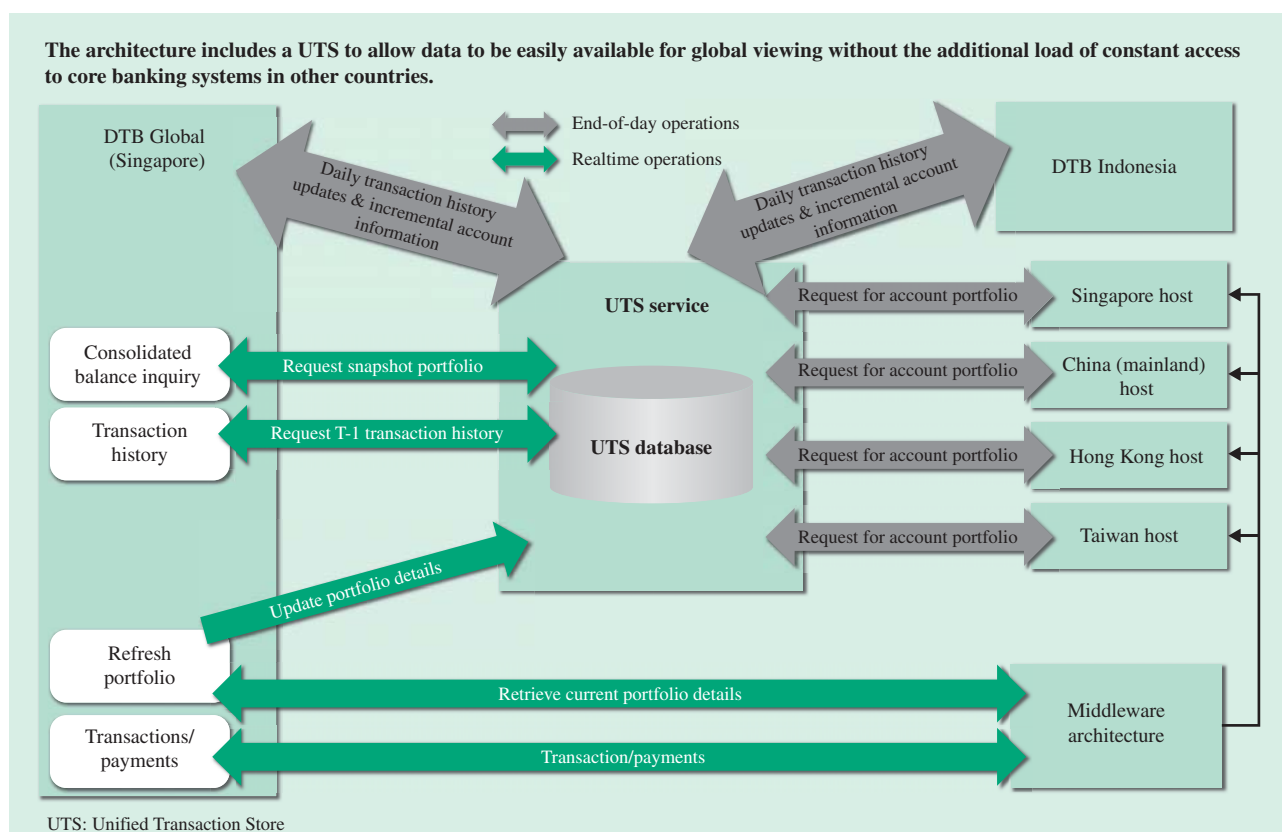 The architecture includes a UTS to allow data to be easily available for global viewing without the additional load of constant access
to core banking systems in other countries.
DTB Global
(Singapore)
End-of-day operations
Realtime operations
DTB Indonesia
Daily transaction history
updates & incremental account
information
Daily transaction history
updates & incremental account
information
UTS service
Request for account portfolio
Singapore host
Consolidated
balance inquiry
Request snapshot portfolio
Request for account portfolio
China (mainland)
host
Transaction
history
Request T-1 transaction history
UTS database
Request for account portfolio
Hong Kong host
Request for account portfolio
Taiwan host
Update portfolio details
Refresh
portfolio
Retrieve current portfolio details
Middleware
architecture
Transactions/
payments
Transaction/payments
UTS: Unified Transaction Store